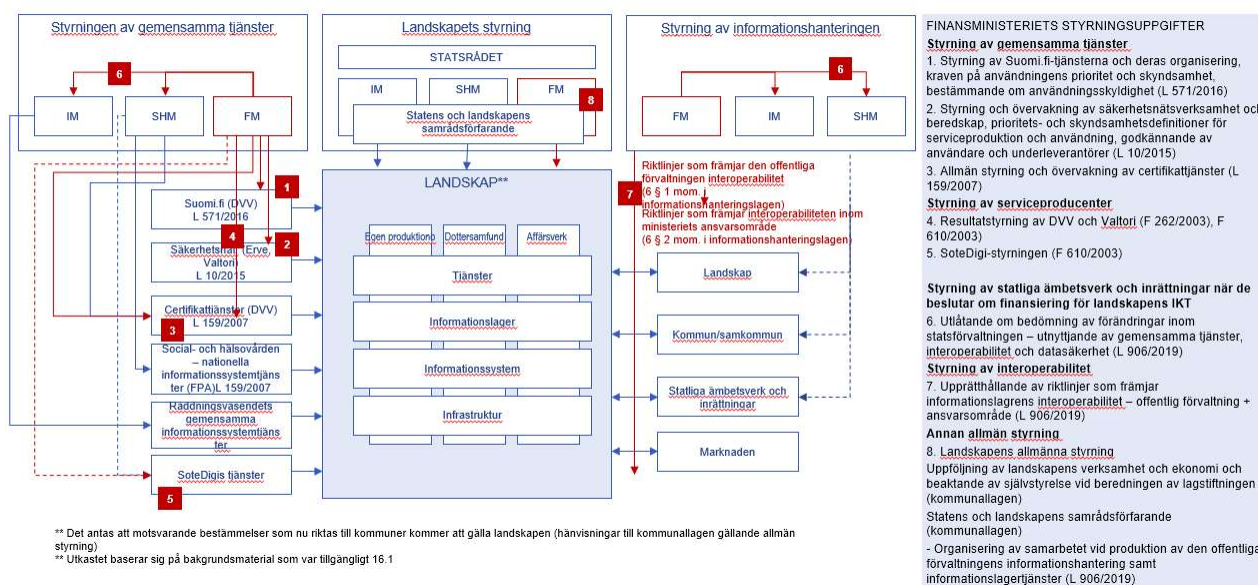 Styrningen av gemensamma tjänster
6
IM
SHM
FM
1
Suomi.fi (DVV)
L 571/2016
4
2
Säkerhetsnät (Erve,
Valtori)
L 10/2015
Certifikattjänster (DVV)
L 159/2007
3
Social- och hälsovården
– nationella
informationssystemtjäns
ter (FPA)L 159/2007
Räddningsväsendets
gemensamma
informationssystemtjäns
ter
SoteDigis tjänster
5
Landskapets styrning
STATSRÅDET
IM
SHM
FM
8
Statens och landskapens
samrådsförfarande
LANDSKAP**
Egen produktiono
Dottersamfund
Affärsverk
Tjänster
Informationslager
Informationssystem
Infrastruktur
Styrning av informationshanteringen
6
FM
IM
SHM
7
Riktlinjer som främjar den offentliga
förvaltningen interoperabilitet
(6 § 1 mom. i
informationshanteringslagen)
Riktlinjer som främjar interoperabiliteten inom
ministeriets ansvarsområde
(6 § 2 mom. i informationshanteringslagen)
Landskap
Kommun/samkommun
Statliga ämbetsverk och
inrättningar
Marknaden
** Det antas att motsvarande bestämmelser som nu riktas till kommuner kommer att gälla landskapen (hänvisningar till kommunallagen gällande allmän
styrning)
** Utkastet baserar sig på bakgrundsmaterial som var tillgängligt 16.1
FINANSMINISTERIETS STYRNINGSUPPGIFTER
Styrning av gemensamma tjänster
1. Styrning av Suomi.fi-tjänsterna och deras organisering,
kraven på användningens prioritet och skyndsamhet,
bestämmande om användningsskyldighet (L 571/2016)
2. Styrning och övervakning av säkerhetsnätsverksamhet och
beredskap, prioritets- och skyndsamhetsdefinitioner för
serviceproduktion och användning, godkännande av
användare och underleverantörer (L 10/2015)
3. Allmän styrning och övervakning av certifikattjänster (L
159/2007)
Styrning av serviceproducenter
4. Resultatstyrning av DVV och Valtori (F 262/2003), F
610/2003)
5. SoteDigi-styrningen (F 610/2003)
Styrning av statliga ämbetsverk och inrättningar när de
beslutar om finansiering för landskapens IKT
6. Utlåtande om bedömning av förändringar inom
statsförvaltningen – utnyttjande av gemensamma tjänster,
interoperabilitet och datasäkerhet (L 906/2019)
Styrning av interoperabilitet
7. Upprätthållande av riktlinjer som främjar
informationslagrens interoperabilitet – offentlig förvaltning +
ansvarsområde (L 906/2019)
Annan allmän styrning
8. Landskapens allmänna styrning
Uppföljning av landskapens verksamhet och ekonomi och
beaktande av självstyrelse vid beredningen av lagstiftningen
(kommunallagen)
Statens och landskapens samrådsförfarande
(kommunallagen)
- Organisering av samarbetet vid produktion av den offentliga
förvaltningens informationshantering samt
informationslagertjänster (L 906/2019)